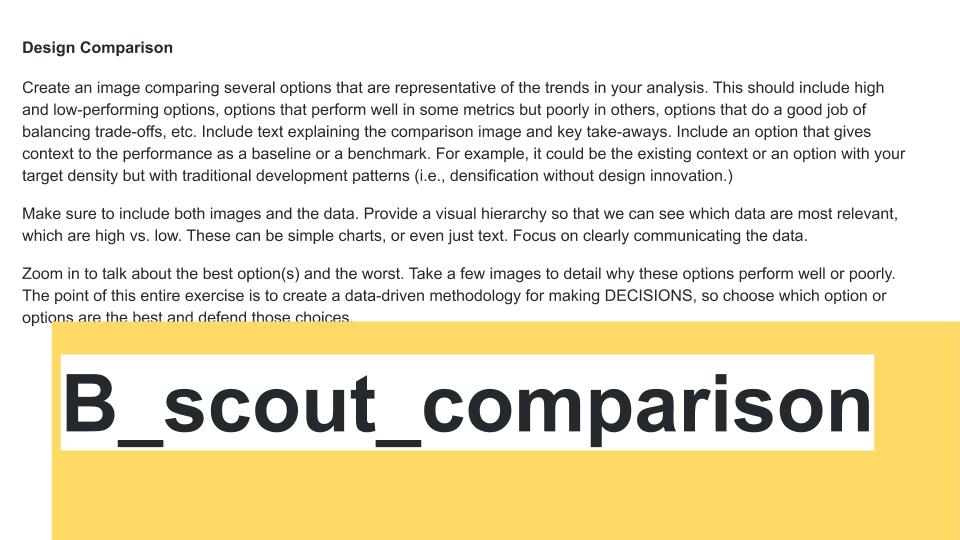 Design Comparison
Create an image comparing several options that are representative of the trends in your analysis. This should include high
and low-performing options, options that perform well in some metrics but poorly in others, options that do a good job of
balancing trade-offs, etc. Include text explaining the comparison image and key take-aways. Include an option that gives
context to the performance as a baseline or a benchmark. For example, it could be the existing context or an option with your
target density but with traditional development patterns (i.e., densification without design innovation.)
Make sure to include both images and the data. Provide a visual hierarchy so that we can see which data are most relevant,
which are high vs. low. These can be simple charts, or even just text. Focus on clearly communicating the data.
Zoom in to talk about the best option(s) and the worst. Take a few images to detail why these options perform well or poorly.
The point of this entire exercise is to create a data-driven methodology for making DECISIONS, so choose which option or
options are the best and defend those choices.
B_scout_comparison